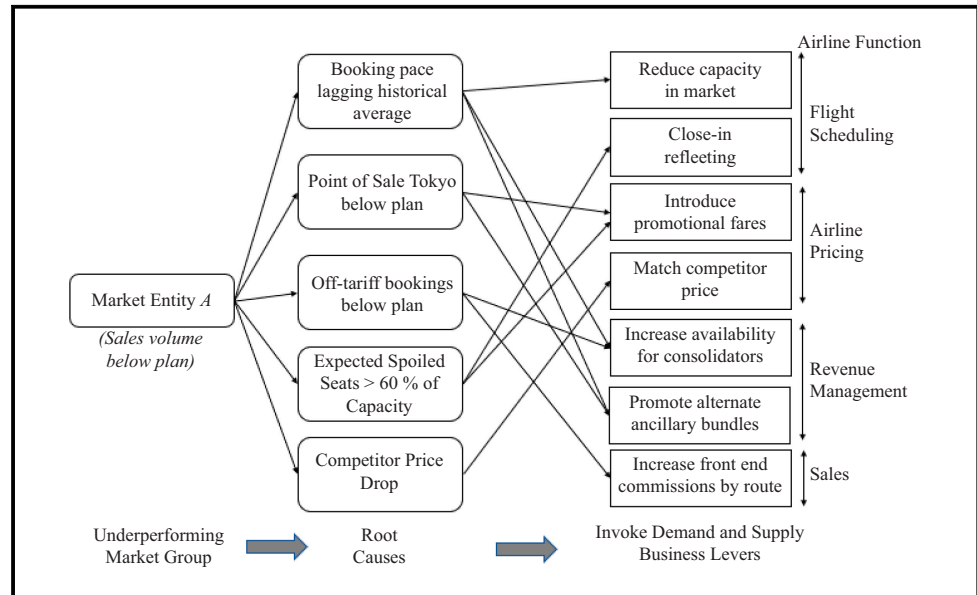 Airline Function
Booking pace
lagging historical
average
Point of Sale Tokyo
below plan
Off-tariff bookings
below plan
Expected Spoiled
Seats > 60 % of
Capacity
Competitor Price
Drop
Market Entity A
(Sales volume
below plan)
Reduce capacity
in market
Close-in
refleeting
Introduce
promotional fares
Match competitor
price
Increase availability
for consolidators
Promote alternate
ancillary bundles
Increase front end
commissions by route
Flight
Scheduling
Airline
Pricing
Revenue
Management
Sales
Underperforming
Market Group
Root
Causes
Invoke Demand and Supply
Business Levers